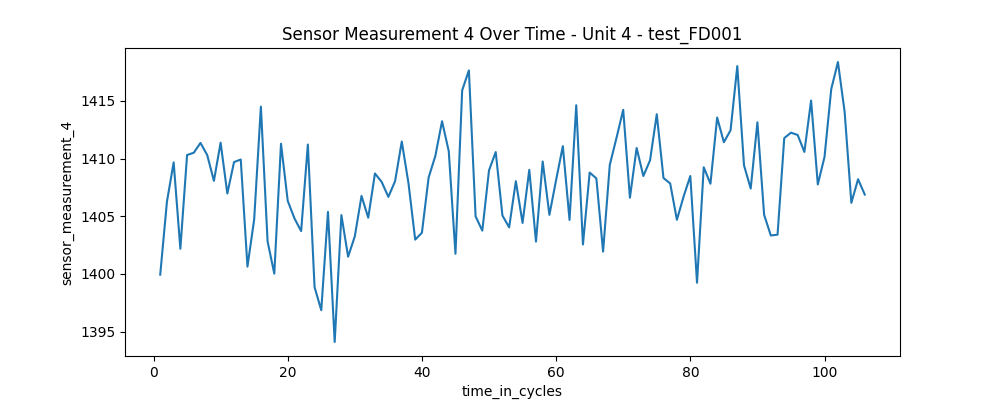 Sensor Measurement 4 Over Time - Unit 4 - test_FD001
sensor_measurement_4
1415
1410
1405
1400
1395
0 20 40 60 80 100
time_in_cycles